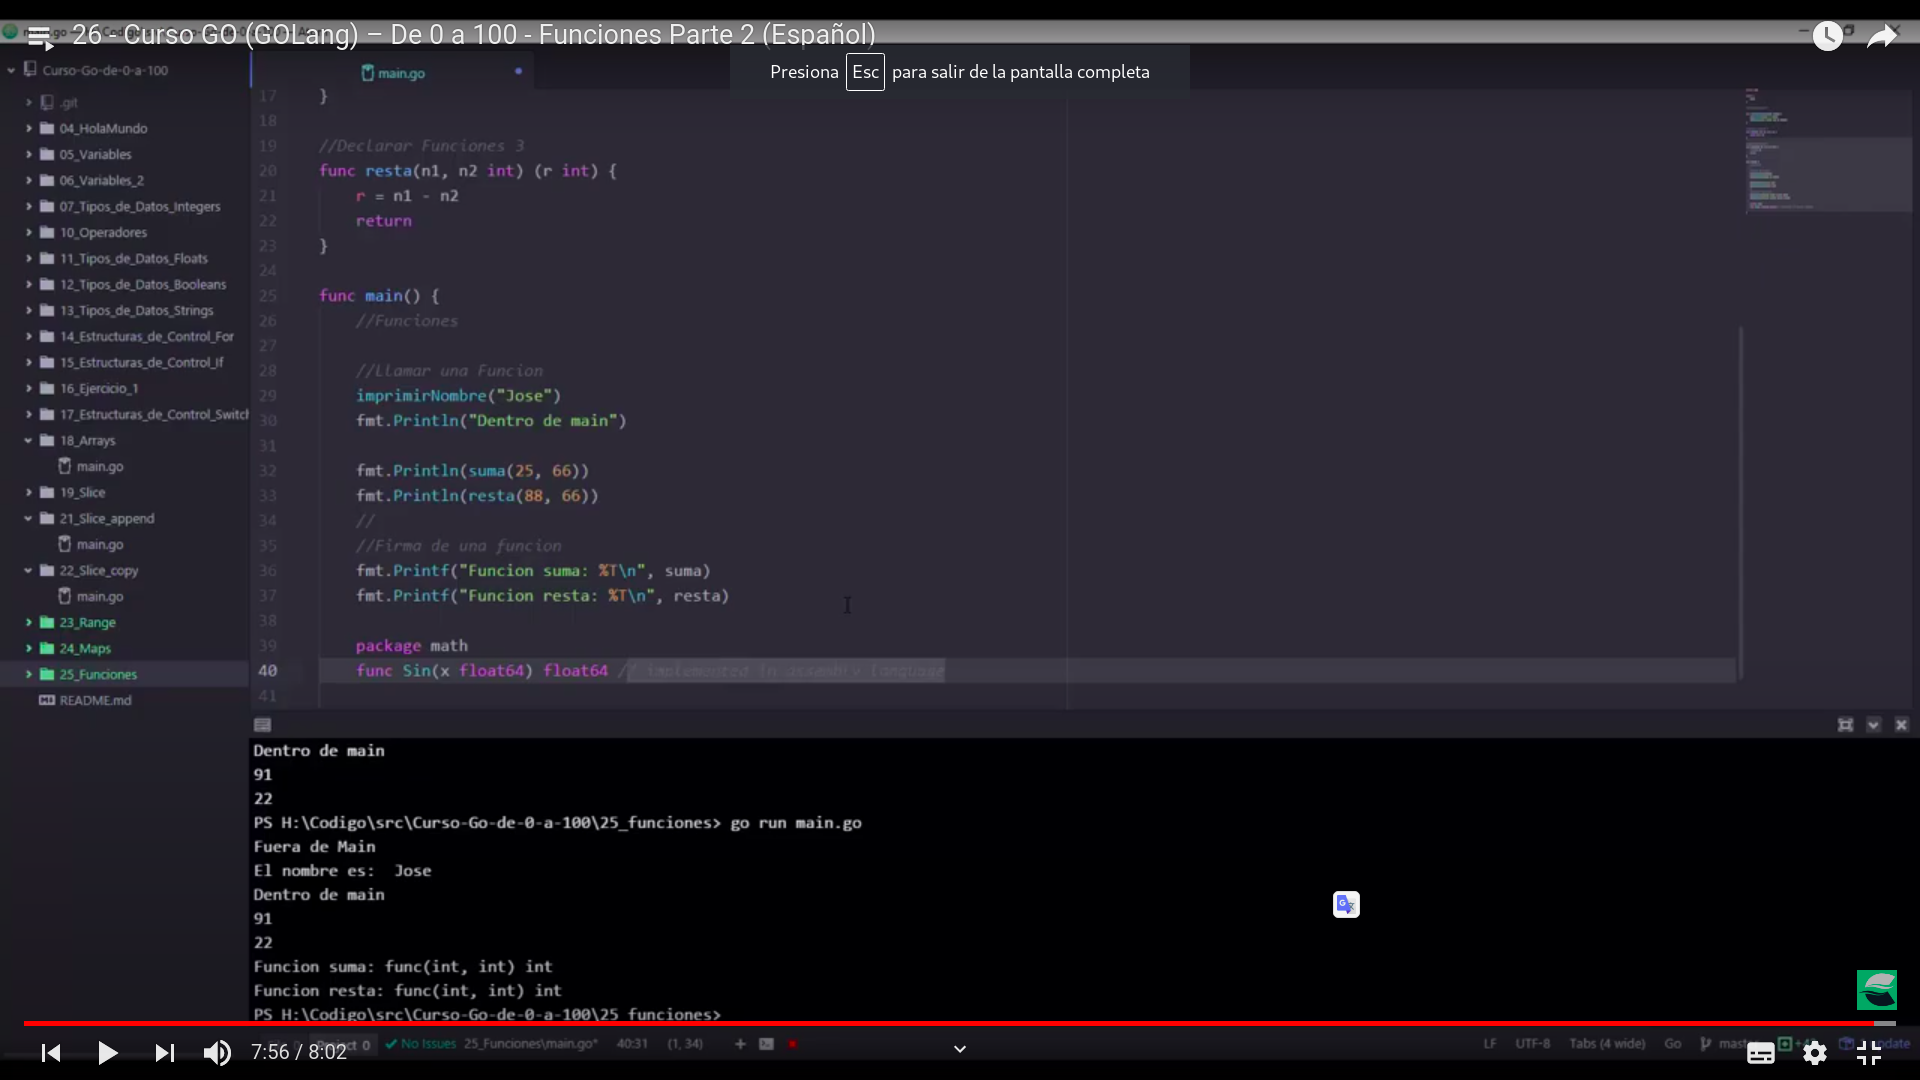 26 - Curso GO (GOLang) – De 0 a 100 - Funciones Parte 2 (Español)
Presiona Esc para salir de la pantalla completa
Curso-Go-de-0-a-100
.git
04_HolaMundo
05_Variables
06_Variables_2
07_Tipos_de_Datos_Integers
10_Operadores
11_Tipos_de_Datos_Floats
12_Tipos_de_Datos_Booleans
13_Tipos_de_Datos_Strings
14_Estructuras_de_Control_For
15_Estructuras_de_Control_If
16_Ejercicio_1
17_Estructuras_de_Control_Switch
18_Arrays
main.go
19_Slice
21_Slice_append
main.go
22_Slice_copy
main.go
23_Range
24_Maps
25_Funciones
README.md
main.go
17 }
18
19 //Declarar Funciones 3
20 func resta(n1, n2 int) (r int) {
21 r = n1 - n2
22 return
23 }
24
25 func main() {
26 //Funciones
27
28 //Llamar una Funcion
29 imprimirNombre("Jose")
30 fmt.Println("Dentro de main")
31
32 fmt.Println(suma(25, 66))
33 fmt.Println(resta(88, 66))
34 //
35 //Firma de una funcion
36 fmt.Printf("Funcion suma: %T\n", suma)
37 fmt.Printf("Funcion resta: %T\n", resta)
38
39 package math
40 func Sin(x float64) float64 // implemented in assembly language
41
Dentro de main
91
22
PS H:\Codigo\src\Curso-Go-de-0-a-100\25_funciones> go run main.go
Fuera de Main
El nombre es:  Jose
Dentro de main
91
22
Funcion suma: func(int, int) int
Funcion resta: func(int, int) int
PS H:\Codigo\src\Curso-Go-de-0-a-100\25_funciones>
7:56 / 8:02
0 No Issues 25_Funciones\main.go* 40:31 (1, 34) LF UTF-8 Tabs (4 wide) Go